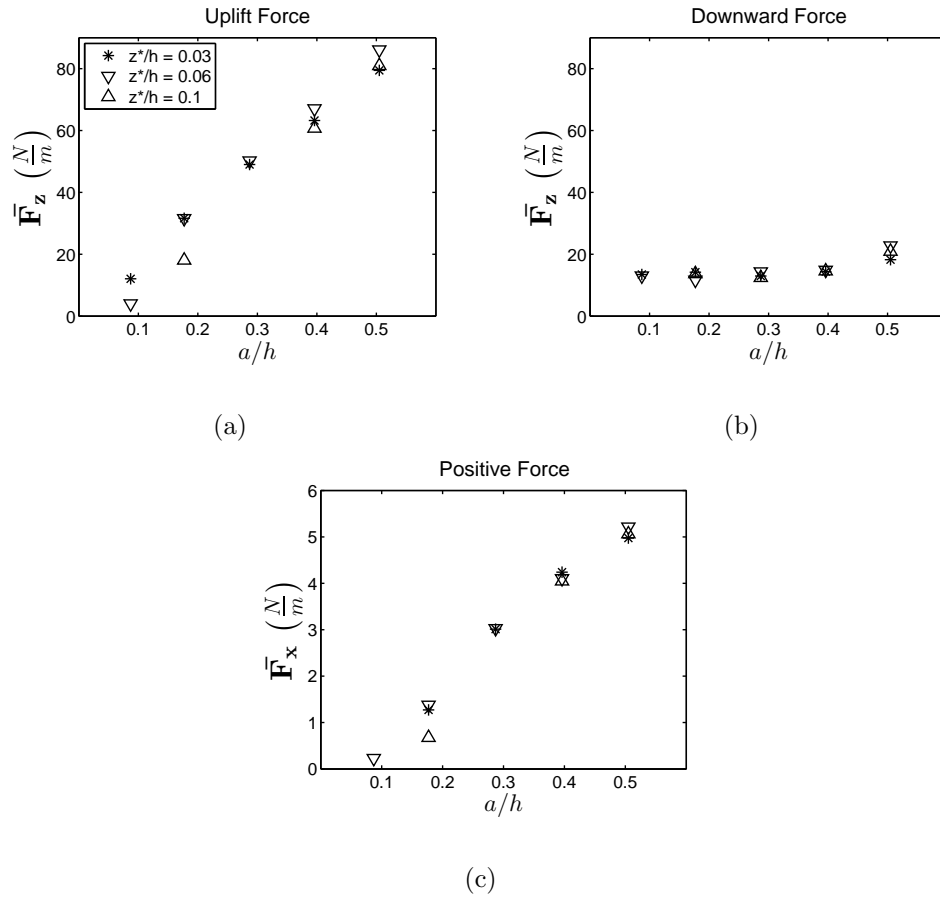 Uplift Force
80
60
40
20
0
z*/h = 0.03
z*/h = 0.06
z*/h = 0.1
F̄z (N/m)
0.1 0.2 0.3 0.4 0.5
a/h
(a)
Downward Force
80
60
40
20
0
F̄z (N/m)
0.1 0.2 0.3 0.4 0.5
a/h
(b)
Positive Force
6
5
4
3
2
1
0
F̄x (N/m)
0.1 0.2 0.3 0.4 0.5
a/h
(c)